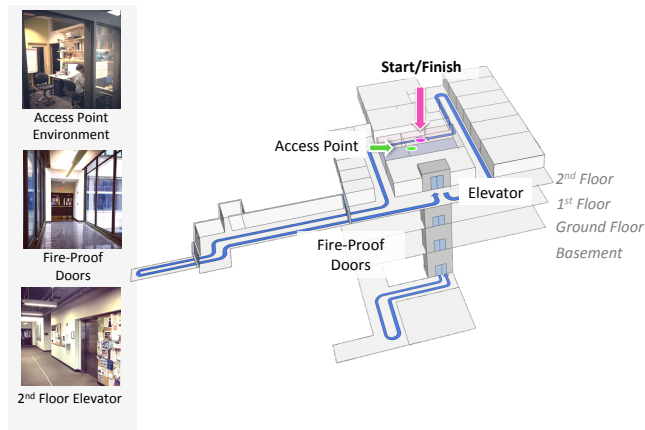 Access Point
Environment
Fire-Proof
Doors
2nd Floor Elevator
Start/Finish
Access Point
Elevator
Fire-Proof
Doors
2nd Floor
1st Floor
Ground Floor
Basement